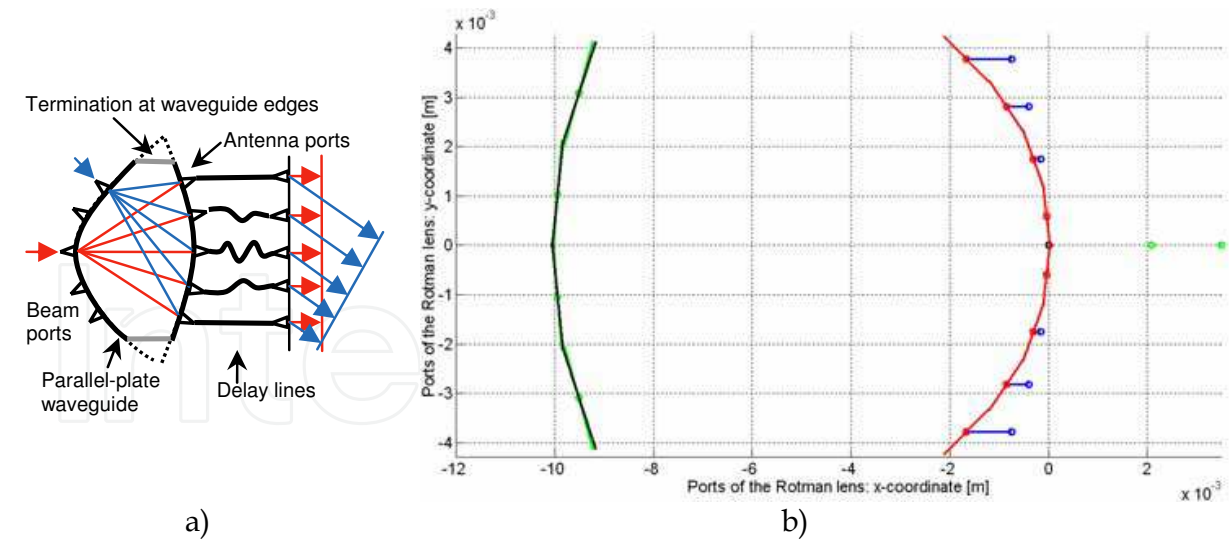 Termination at waveguide edges
Antenna ports
Beam
ports
Parallel-plate
waveguide
Delay lines
a)
x 10⁻³
Ports of the Rotman lens: y-coordinate [m]
4
3
2
1
0
-1
-2
-3
-4
-12 -10 -8 -6 -4 -2 0 2
Ports of the Rotman lens: x-coordinate [m]
x 10⁻³
b)
inte